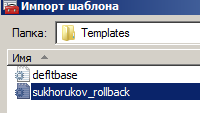 Импорт шаблона
Папка: Templates
Имя
defltbase
sukhorukov_rollback